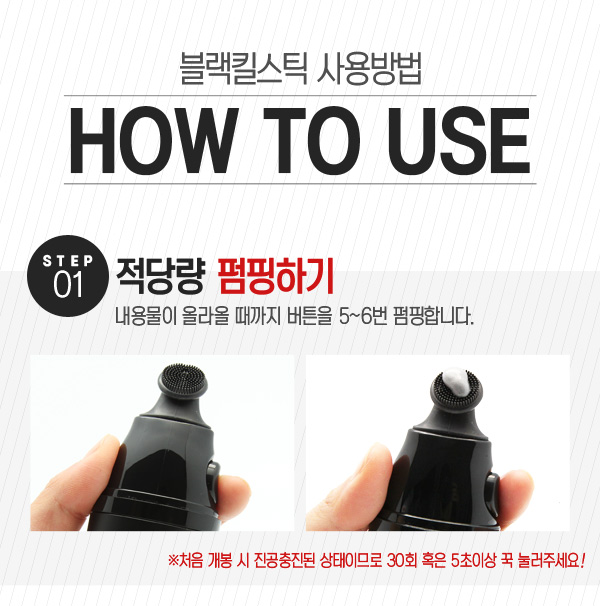 블랙킬스틱 사용방법
HOW TO USE
STEP
01
적당량 펌핑하기
내용물이 올라올 때까지 버튼을 5~6번 펌핑합니다.
※처음 개봉 시 진공충진된 상태이므로 30회 혹은 5초이상 꾹 눌러주세요!